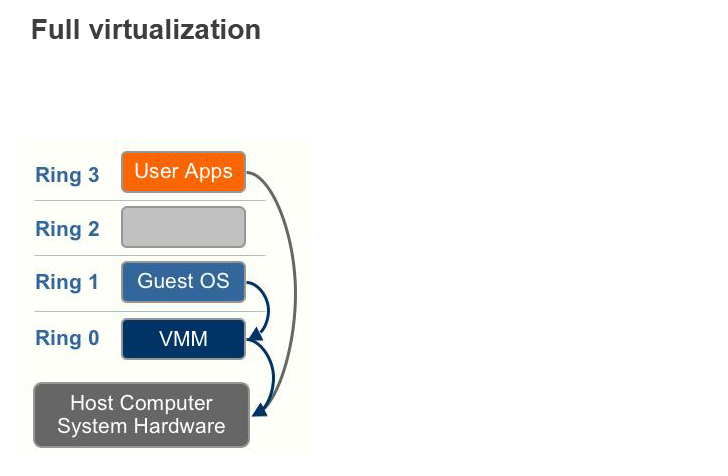 Full virtualization
Ring 3
User Apps
Ring 2
Ring 1
Guest OS
Ring 0
VMM
Host Computer
System Hardware